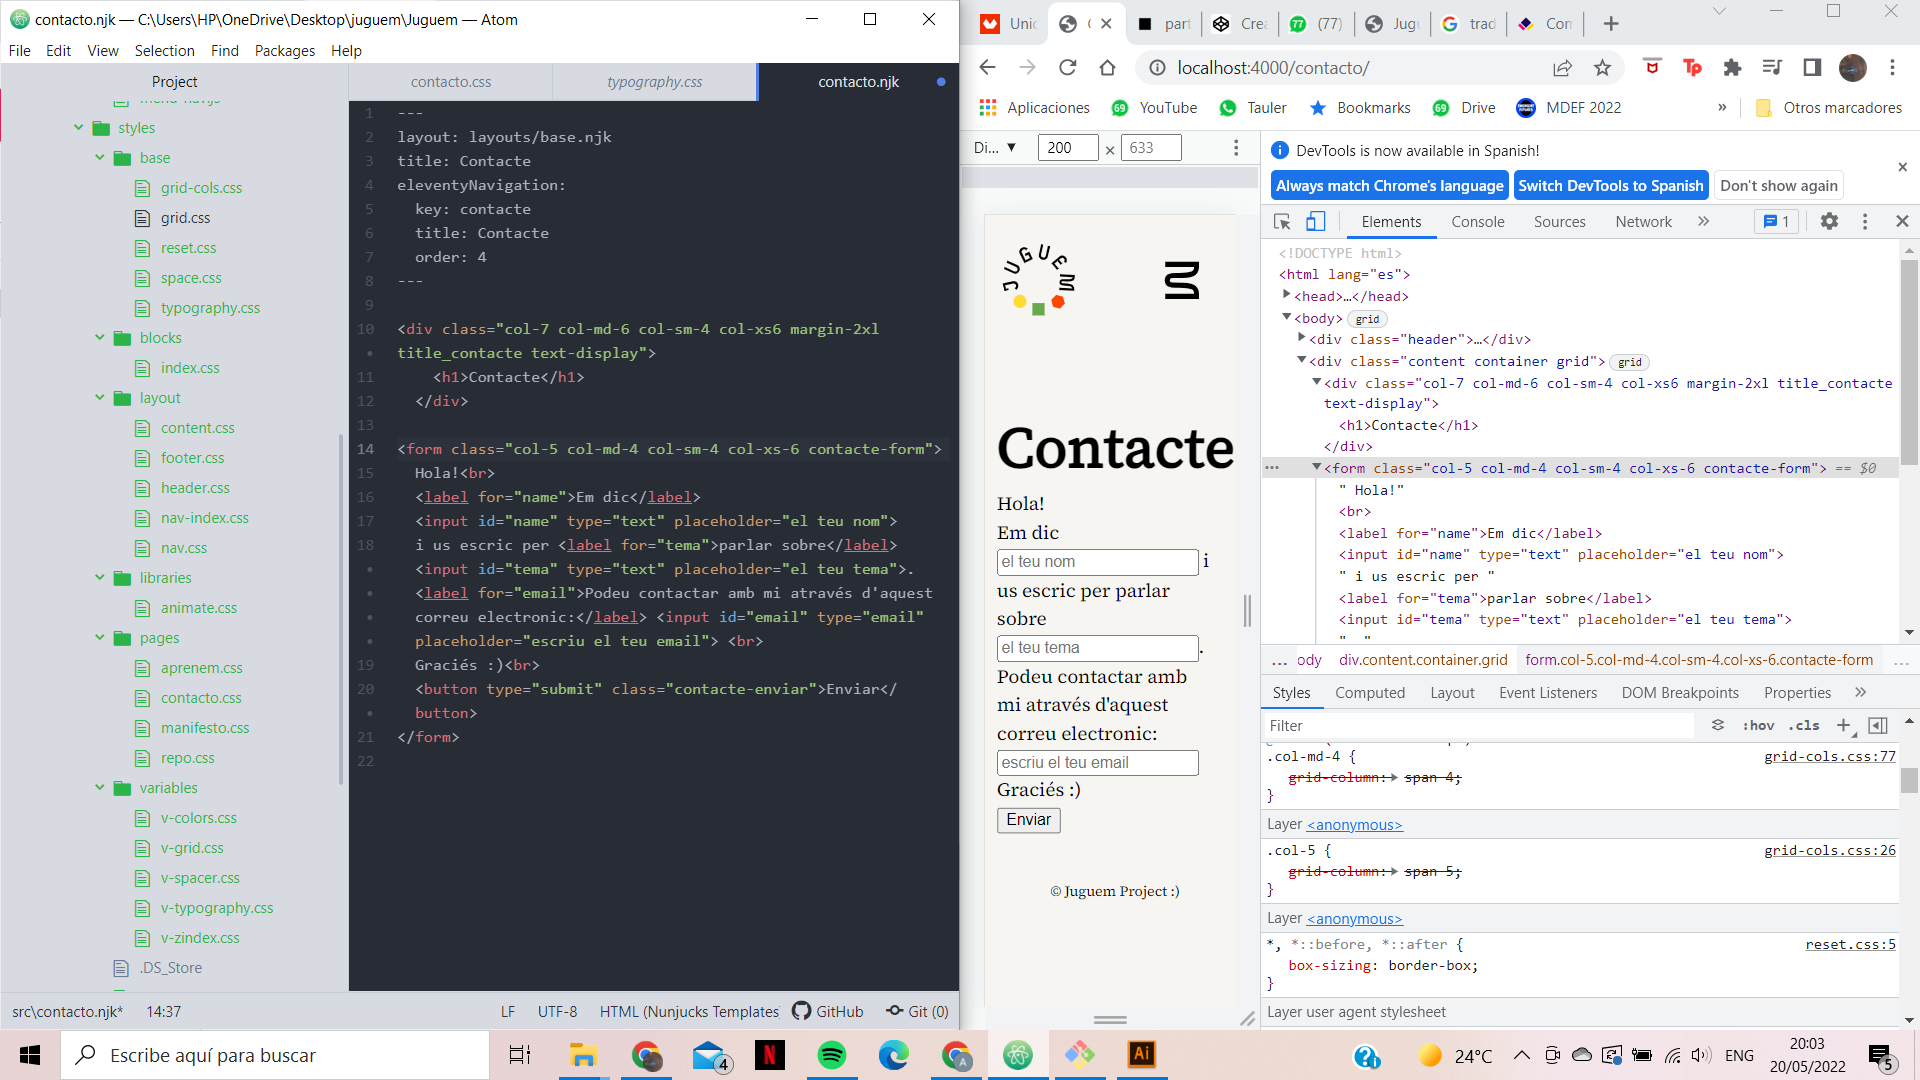 contacto.njk — C:\Users\HP\OneDrive\Desktop\juguem\Juguem — Atom
File Edit View Selection Find Packages Help
Project
styles
base
grid-cols.css
grid.css
reset.css
space.css
typography.css
blocks
index.css
layout
content.css
footer.css
header.css
nav-index.css
nav.css
libraries
animate.css
pages
aprenem.css
contacto.css
manifesto.css
repo.css
variables
v-colors.css
v-grid.css
v-spacer.css
v-typography.css
v-zindex.css
.DS_Store
contacto.css typography.css contacto.njk
1 ---
2 layout: layouts/base.njk
3 title: Contacte
4 eleventyNavigation:
5 key: contacte
6 title: Contacte
7 order: 4
8 ---
9
10 <div class="col-7 col-md-6 col-sm-4 col-xs6 margin-2xl
• title_contacte text-display">
11 <h1>Contacte</h1>
12 </div>
13
14 <form class="col-5 col-md-4 col-sm-4 col-xs-6 contacte-form">
15 Hola!<br>
16 <label for="name">Em dic</label>
17 <input id="name" type="text" placeholder="el teu nom">
18 i us escric per <label for="tema">parlar sobre</label>
• <input id="tema" type="text" placeholder="el teu tema">.
• <label for="email">Podeu contactar amb mi através d'aquest
• correu electronic:</label> <input id="email" type="email"
• placeholder="escriu el teu email"> <br>
19 Graciés :)<br>
20 <button type="submit" class="contacte-enviar">Enviar</
• button>
21 </form>
22
src\contacto.njk* 14:37 LF UTF-8 HTML (Nunjucks Templates GitHub Git (0)
Unic part Crea (77) Jugu trad Con
localhost:4000/contacto/
Aplicaciones YouTube Tauler Bookmarks Drive MDEF 2022 » Otros marcadores
Di... ▼ 200 × 633
JUGUEM
Contacte
Hola!
Em dic
el teu nom i
us escric per parlar
sobre
el teu tema .
Podeu contactar amb
mi através d'aquest
correu electronic:
escriu el teu email
Graciés :)
Enviar
© Juguem Project :)
DevTools is now available in Spanish!
Always match Chrome's language Switch DevTools to Spanish Don't show again
Elements Console Sources Network » 1
<!DOCTYPE html>
<html lang="es">
<head>…</head>
<body> grid
<div class="header">…</div>
<div class="content container grid"> grid
<div class="col-7 col-md-6 col-sm-4 col-xs6 margin-2xl title_contacte
text-display">
<h1>Contacte</h1>
</div>
<form class="col-5 col-md-4 col-sm-4 col-xs-6 contacte-form"> == $0
" Hola!"
<br>
<label for="name">Em dic</label>
<input id="name" type="text" placeholder="el teu nom">
" i us escric per "
<label for="tema">parlar sobre</label>
<input id="tema" type="text" placeholder="el teu tema">
… ody div.content.container.grid form.col-5.col-md-4.col-sm-4.col-xs-6.contacte-form …
Styles Computed Layout Event Listeners DOM Breakpoints Properties »
Filter :hov .cls +
.col-md-4 { grid-cols.css:77
grid-column: span 4;
}
Layer <anonymous>
.col-5 { grid-cols.css:26
grid-column: span 5;
}
Layer <anonymous>
*, *::before, *::after { reset.css:5
box-sizing: border-box;
}
Layer user agent stylesheet
Escribe aquí para buscar
4
24°C ENG 20:03
20/05/2022
5